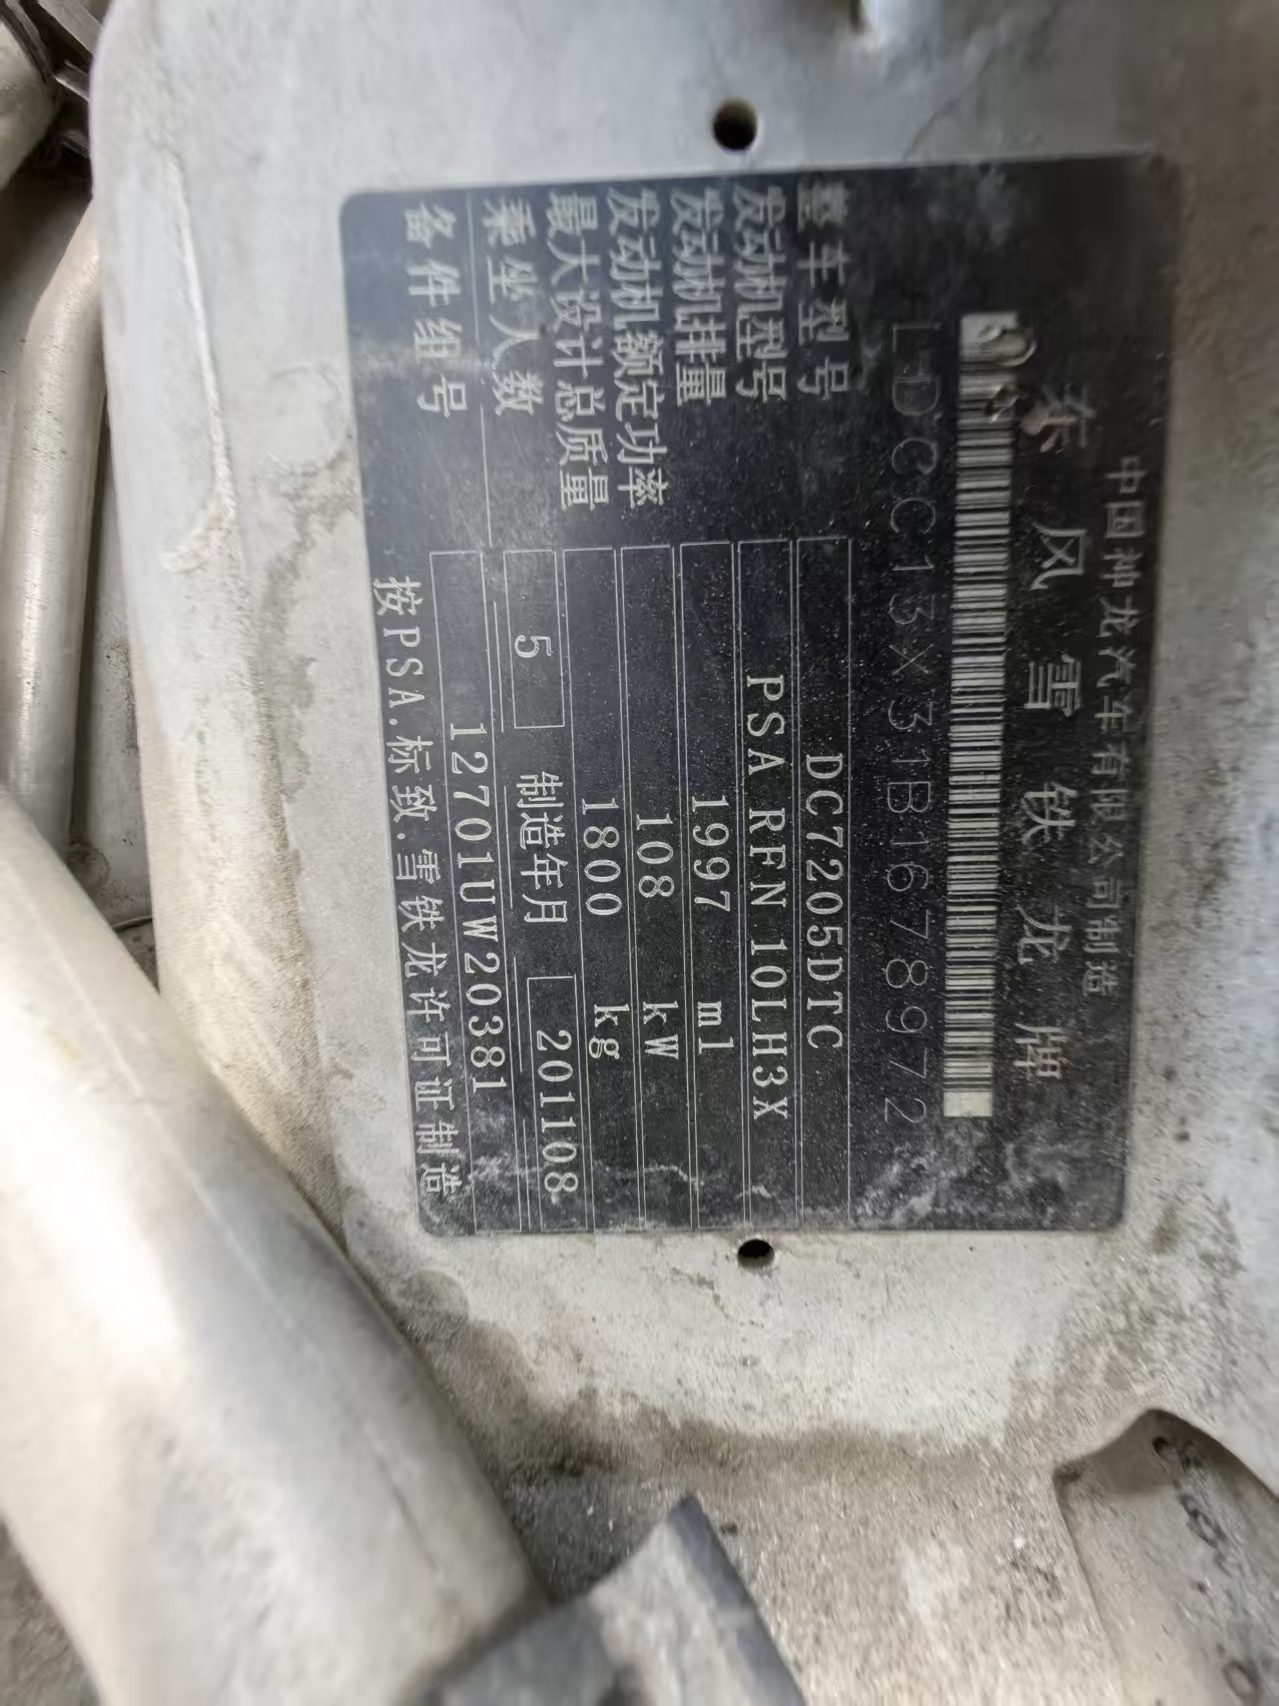 中国神龙汽车有限公司制造
东风雪铁龙牌
LDCC13X31B1678972
整车型号 DC7205DTC
发动机型号 PSA RFN 10LH3X
发动机排量 1997 ml
发动机额定功率 108 kW
最大设计总质量 1800 kg
乘坐人数 5 制造年月 201108
备件组号 12701UW20381
按PSA.标致.雪铁龙许可证制造